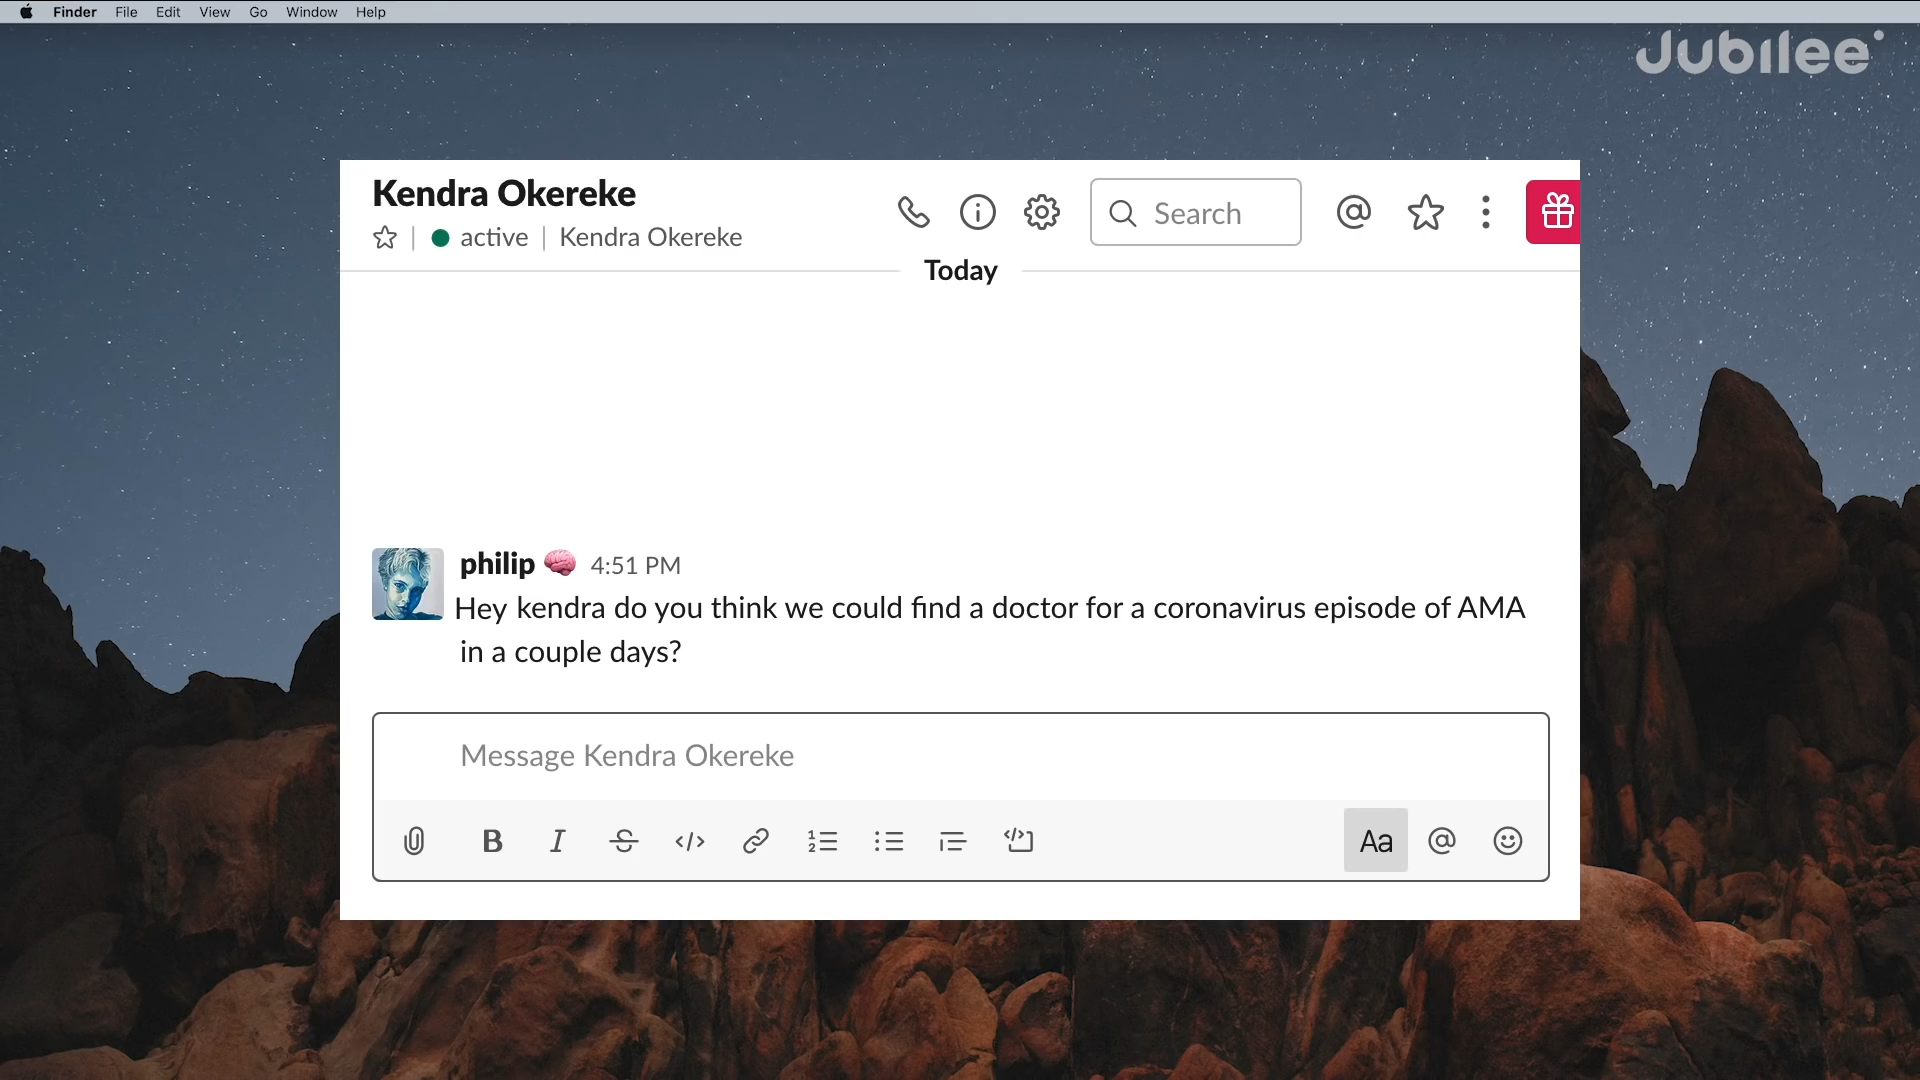 Finder File Edit View Go Window Help
Jubilee
Kendra Okereke
active | Kendra Okereke
Search
Today
philip 4:51 PM
Hey kendra do you think we could find a doctor for a coronavirus episode of AMA
in a couple days?
Message Kendra Okereke
B I S Aa